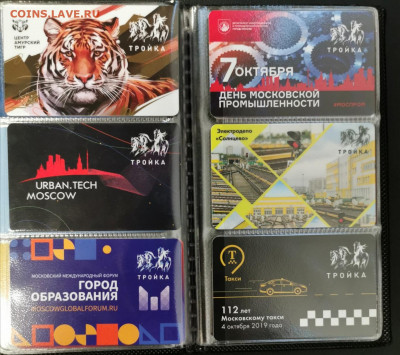 COINS.LAVE.RU
ЦЕНТР
АМУРСКИЙ
ТИГР
ТРОЙКА
ТРОЙКА
7 ОКТЯБРЯ
ДЕНЬ МОСКОВСКОЙ
ПРОМЫШЛЕННОСТИ
URBAN.TECH
MOSCOW
ТРОЙКА
Электродепо
«Солнцево»
ТРОЙКА
МОСКОВСКИЙ МЕЖДУНАРОДНЫЙ ФОРУМ
ГОРОД
ОБРАЗОВАНИЯ
MOSCOWGLOBALFORUM.RU
ТРОЙКА
Такси
ТРОЙКА
112 лет
Московскому такси
4 октября 2019 года